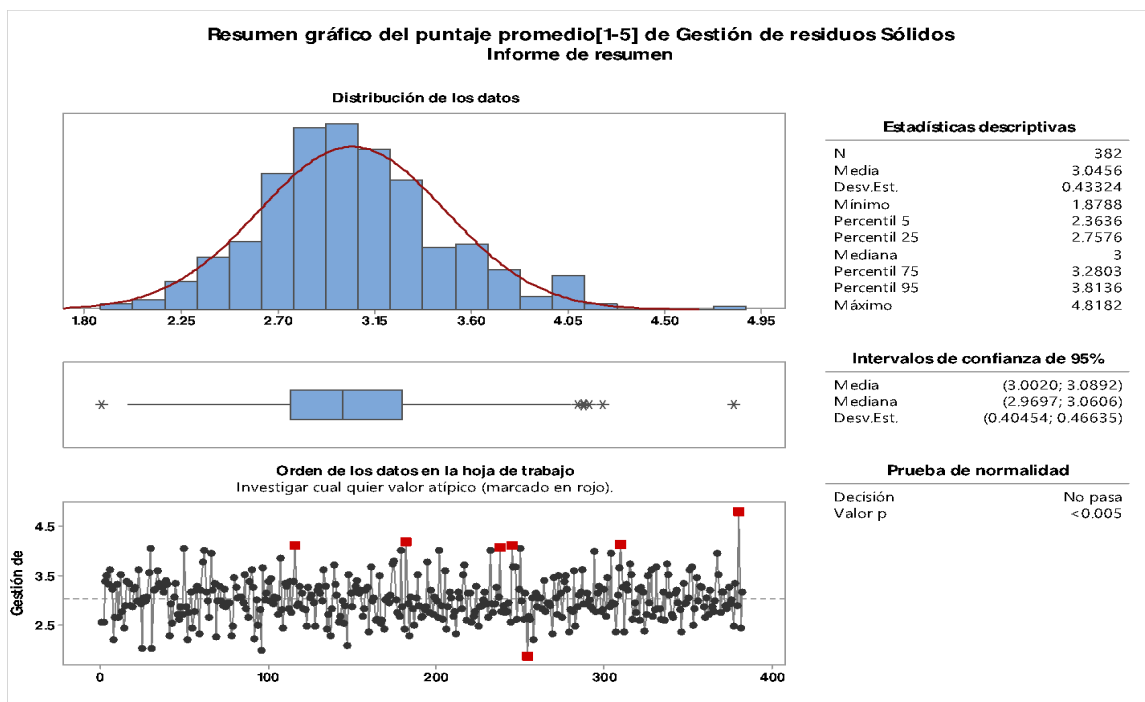 Resumen gráfico del puntaje promedio[1-5] de Gestión de residuos Sólidos
Informe de resumen
Distribución de los datos
1.80 2.25 2.70 3.15 3.60 4.05 4.50 4.95
Orden de los datos en la hoja de trabajo
Investigar cual quier valor atípico (marcado en rojo).
Gestión de
4.5
3.5
2.5
0 100 200 300 400
Estadísticas descriptivas
N 382
Media 3.0456
Desv.Est. 0.43324
Mínimo 1.8788
Percentil 5 2.3636
Percentil 25 2.7576
Mediana 3
Percentil 75 3.2803
Percentil 95 3.8136
Máximo 4.8182
Intervalos de confianza de 95%
Media (3.0020; 3.0892)
Mediana (2.9697; 3.0606)
Desv.Est. (0.40454; 0.46635)
Prueba de normalidad
Decisión No pasa
Valor p <0.005